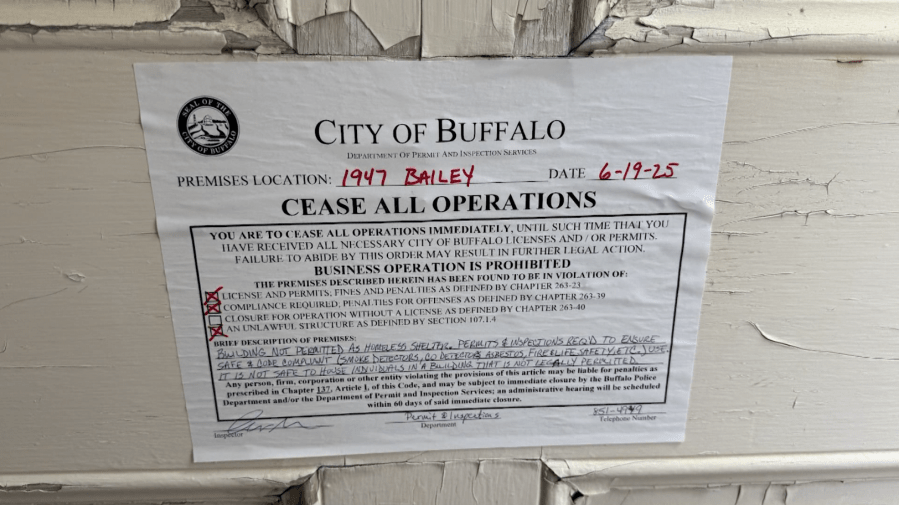 SEAL OF THE
CITY OF BUFFALO
CITY OF BUFFALO
DEPARTMENT OF PERMIT AND INSPECTION SERVICES
PREMISES LOCATION: 1947 BAILEY DATE 6-19-25
CEASE ALL OPERATIONS
YOU ARE TO CEASE ALL OPERATIONS IMMEDIATELY, UNTIL SUCH TIME THAT YOU
HAVE RECEIVED ALL NECESSARY CITY OF BUFFALO LICENSES AND / OR PERMITS.
FAILURE TO ABIDE BY THIS ORDER MAY RESULT IN FURTHER LEGAL ACTION.
BUSINESS OPERATION IS PROHIBITED
THE PREMISES DESCRIBED HEREIN HAS BEEN FOUND TO BE IN VIOLATION OF:
LICENSE AND PERMITS, FINES AND PENALTIES AS DEFINED BY CHAPTER 263-23
COMPLIANCE REQUIRED, PENALTIES FOR OFFENSES AS DEFINED BY CHAPTER 263-39
CLOSURE FOR OPERATION WITHOUT A LICENSE AS DEFINED BY CHAPTER 263-40
AN UNLAWFUL STRUCTURE AS DEFINED BY SECTION 107.1.4
BRIEF DESCRIPTION OF PREMISES:
BUILDING NOT PERMITTED AS HOMELESS SHELTER. PERMITS & INSPECTIONS REQ'D TO ENSURE
SAFE & CODE COMPLIANT (SMOKE DETECTORS, CO DETECTORS, ASBESTOS, FIRE LIFE SAFETY, ETC.) USE.
IT IS NOT SAFE TO HOUSE INDIVIDUALS IN A BUILDING THAT IS NOT LEGALLY PERMITTED
Any person, firm, corporation or other entity violating the provisions of this article may be liable for penalties as
prescribed in Chapter 137, Article I, of this Code, and may be subject to immediate closure by the Buffalo Police
Department and/or the Department of Permit and Inspection Services, an administrative hearing will be scheduled
within 60 days of said immediate closure.
Permit & Inspections 851-4949
Inspector Department Telephone Number